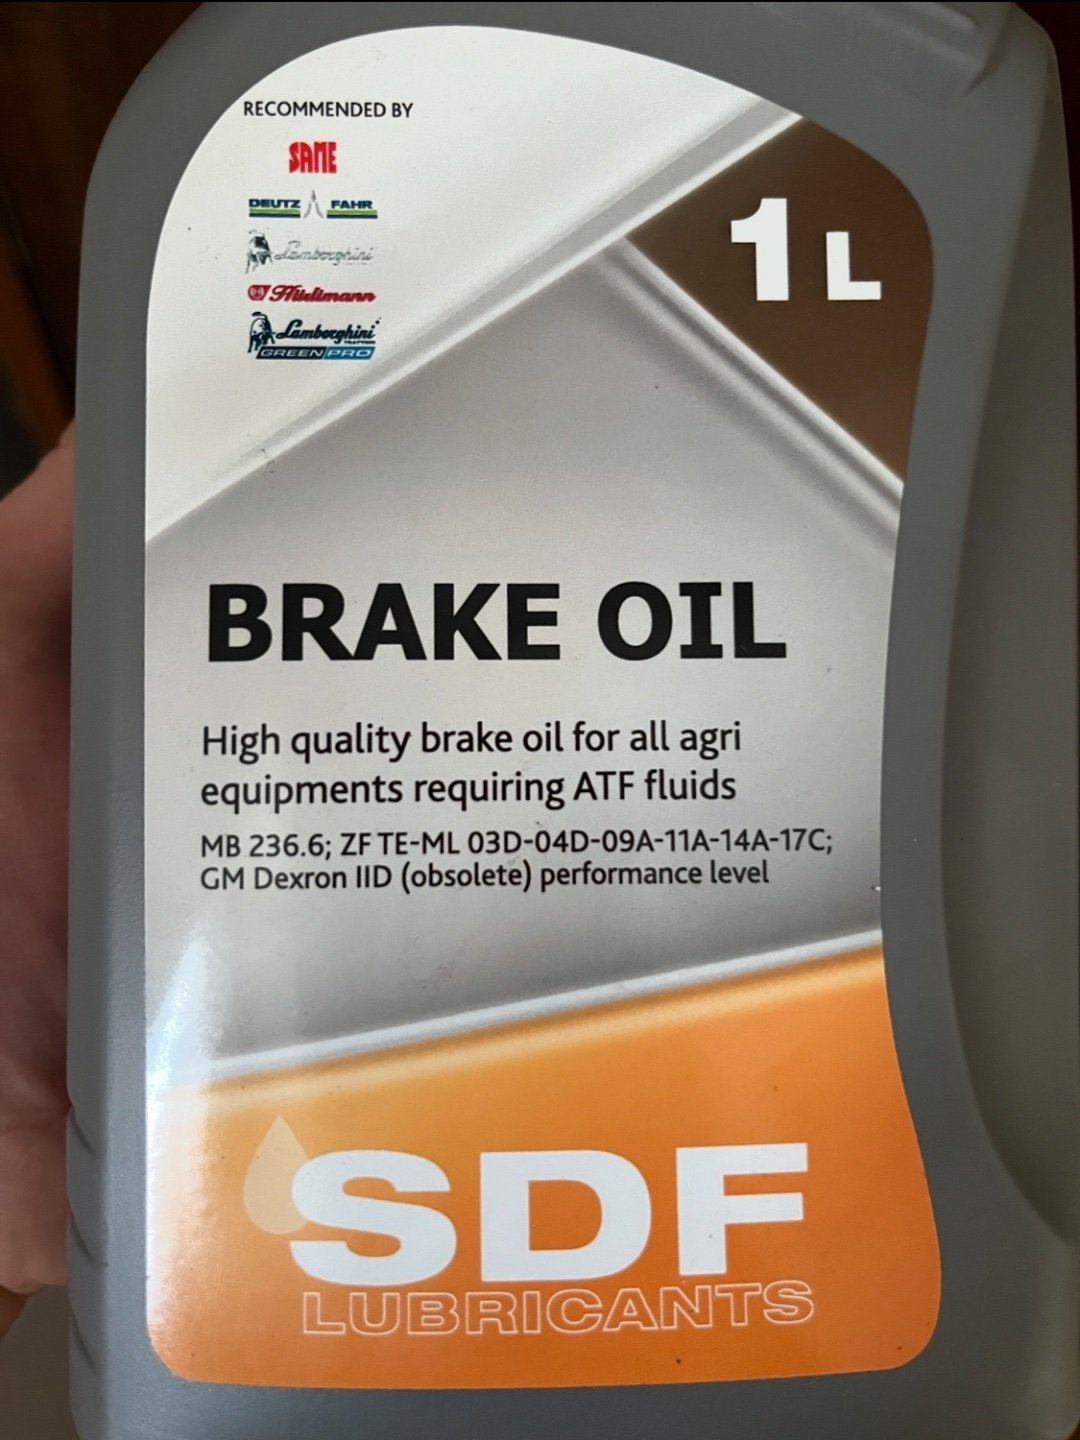 RECOMMENDED BY
SAME
DEUTZ FAHR
Lamborghini
Hürlimann
Lamborghini
TRATTORI
GREEN PRO
1 L
BRAKE OIL
High quality brake oil for all agri
equipments requiring ATF fluids
MB 236.6; ZF TE-ML 03D-04D-09A-11A-14A-17C;
GM Dexron IID (obsolete) performance level
SDF
LUBRICANTS